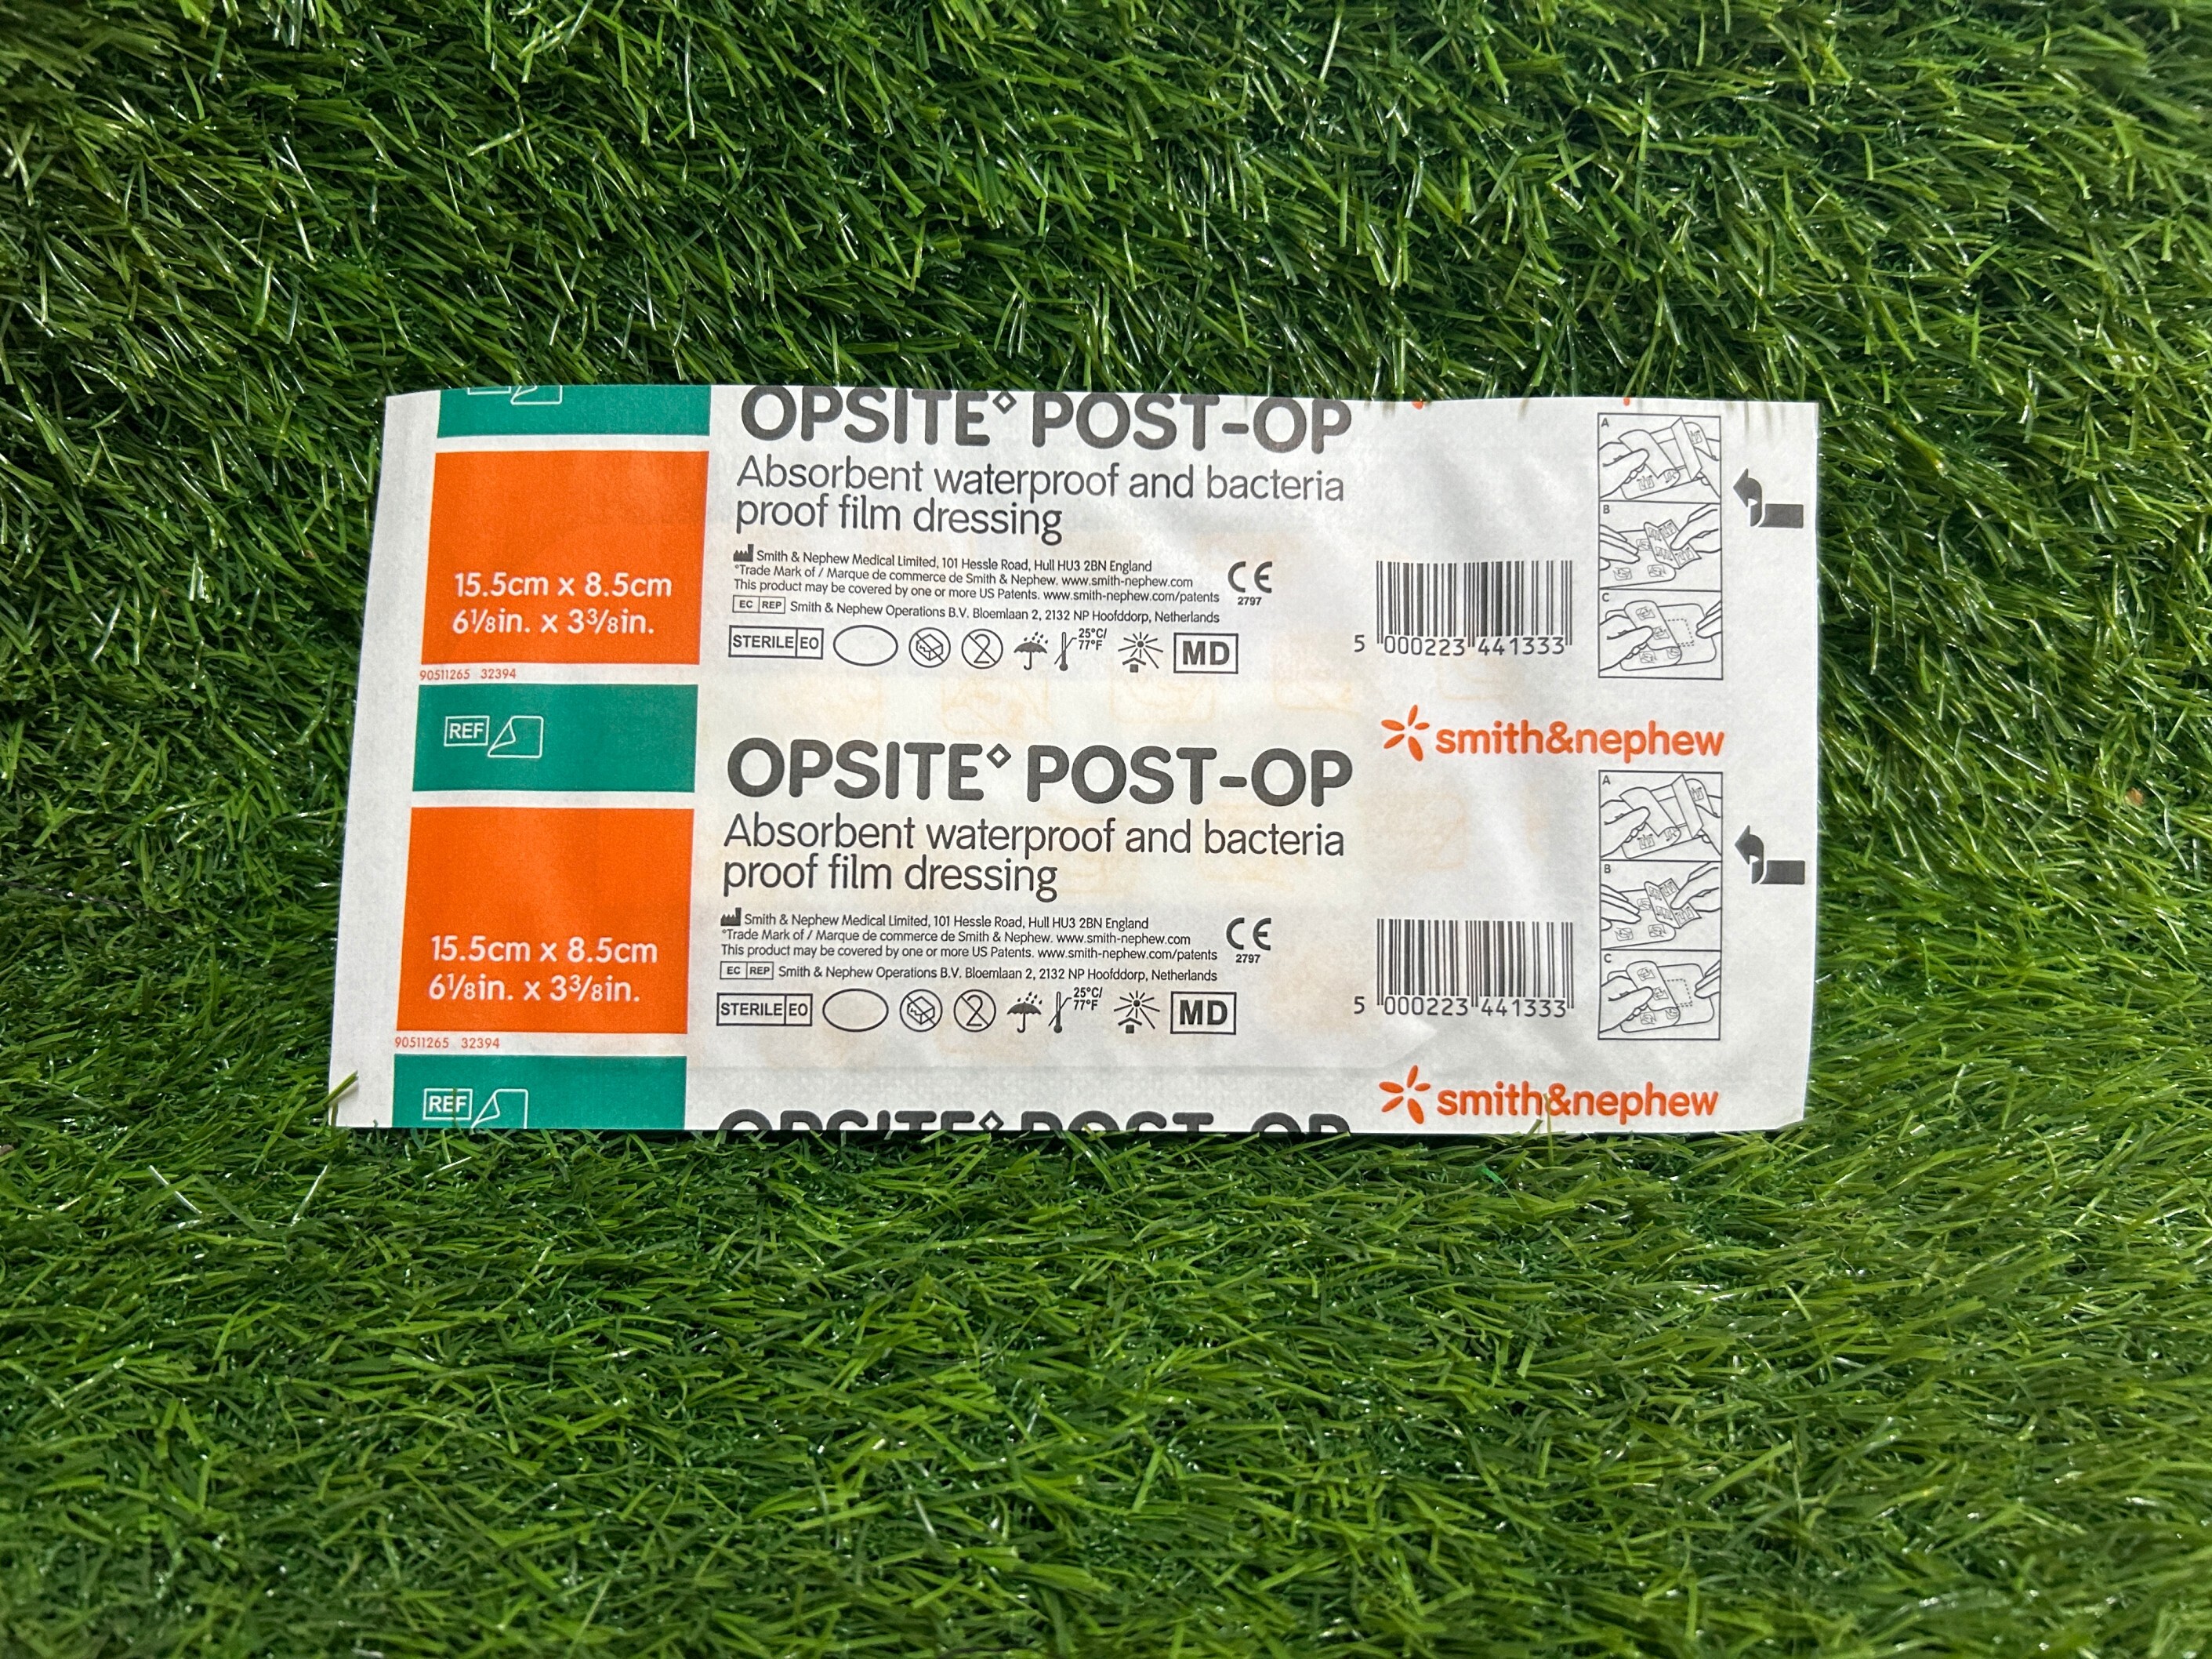 OPSITE◊ POST-OP
Absorbent waterproof and bacteria
proof film dressing
15.5cm x 8.5cm
6⅛in. x 3⅜in.
90511265 32394
Smith & Nephew Medical Limited, 101 Hessle Road, Hull HU3 2BN England
◊Trade Mark of / Marque de commerce de Smith & Nephew. www.smith-nephew.com
This product may be covered by one or more US Patents. www.smith-nephew.com/patents
EC REP Smith & Nephew Operations B.V. Bloemlaan 2, 2132 NP Hoofddorp, Netherlands
CE
2797
STERILE EO
2
25°C/
77°F
MD
5 000223 441333
A
B
C
REF
smith&nephew
OPSITE◊ POST-OP
Absorbent waterproof and bacteria
proof film dressing
15.5cm x 8.5cm
6⅛in. x 3⅜in.
90511265 32394
Smith & Nephew Medical Limited, 101 Hessle Road, Hull HU3 2BN England
◊Trade Mark of / Marque de commerce de Smith & Nephew. www.smith-nephew.com
This product may be covered by one or more US Patents. www.smith-nephew.com/patents
EC REP Smith & Nephew Operations B.V. Bloemlaan 2, 2132 NP Hoofddorp, Netherlands
CE
2797
STERILE EO
2
25°C/
77°F
MD
5 000223 441333
A
B
C
REF
smith&nephew
OPSITE◊ POST-OP